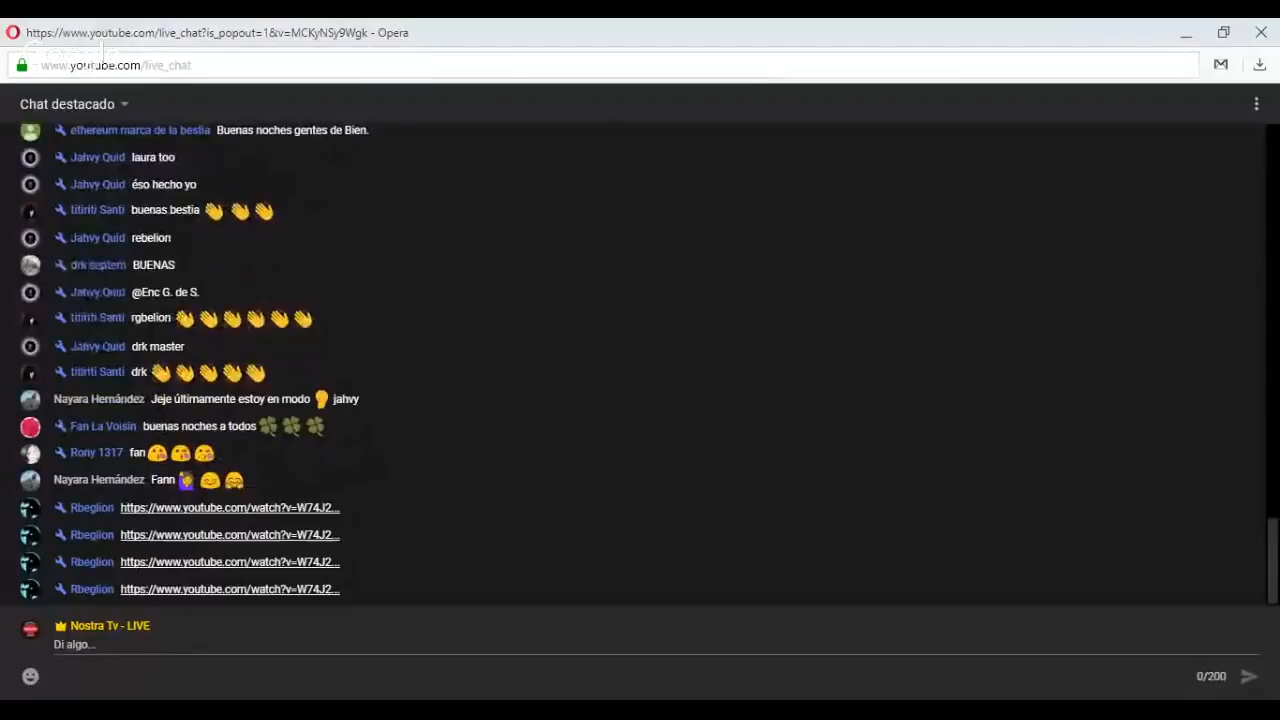 https://www.youtube.com/live_chat?is_popout=1&v=MCKyNSy9Wgk - Opera
www.youtube.com/live_chat
Chat destacado
ethereum marca de la bestia Buenas noches gentes de Bien.
Jahvy Quid laura too
Jahvy Quid éso hecho yo
titiriti Santi buenas bestia 👋 👋 👋
Jahvy Quid rebelion
drk septem BUENAS
Jahvy Quid @Enc G. de S.
titiriti Santi rgbelion 👋 👋 👋 👋 👋 👋
Jahvy Quid drk master
titiriti Santi drk 👋 👋 👋 👋 👋
Nayara Hernández Jeje últimamente estoy en modo 👂 jahvy
Fan La Voisin buenas noches a todos 🍀 🍀 🍀
Rony 1317 fan 😘 😘 😘
Nayara Hernández Fann 🙋‍♀️ 😊 🤗
Rbeglion https://www.youtube.com/watch?v=W74J2...
Rbeglion https://www.youtube.com/watch?v=W74J2...
Rbeglion https://www.youtube.com/watch?v=W74J2...
Rbeglion https://www.youtube.com/watch?v=W74J2...
Nostra Tv - LIVE
Di algo...
0/200